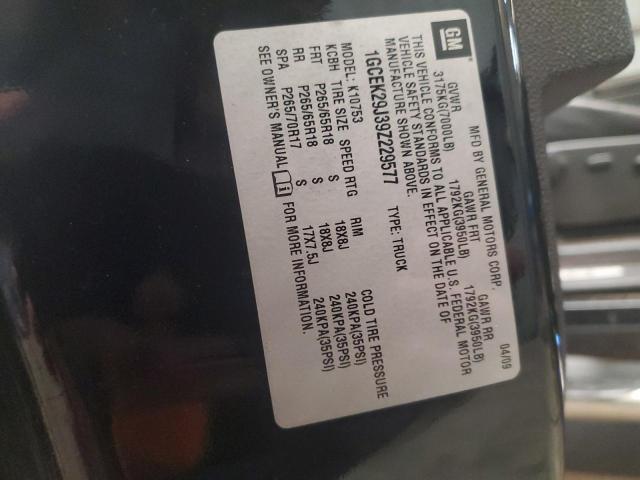 GM
MFD BY GENERAL MOTORS CORP. 04/09
GVWR GAWR FRT GAWR RR
3175KG(7000LB) 1792KG(3950LB) 1792KG(3950LB)
THIS VEHICLE CONFORMS TO ALL APPLICABLE U.S. FEDERAL MOTOR
VEHICLE SAFETY STANDARDS IN EFFECT ON THE DATE OF
MANUFACTURE SHOWN ABOVE.
1GCEK29J39Z229577 TYPE: TRUCK
MODEL: K10753
KCBH TIRE SIZE SPEED RTG RIM COLD TIRE PRESSURE
FRT P265/65R18 S 18X8J 240KPA(35PSI)
RR P265/65R18 S 18X8J 240KPA(35PSI)
SPA P265/70R17 S 17X7.5J 240KPA(35PSI)
SEE OWNER'S MANUAL FOR MORE INFORMATION.